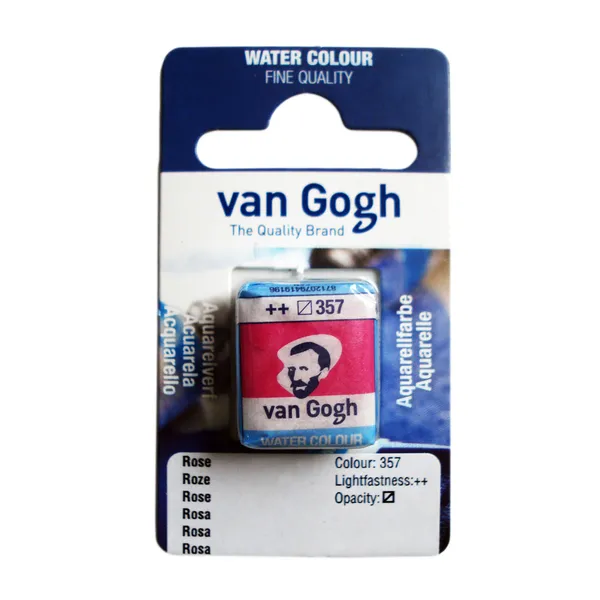 WATER COLOUR
FINE QUALITY
van Gogh
The Quality Brand
8712079419196
++ 357
van Gogh
WATER COLOUR
Aquarelverf
Acuarela
Acquarello
Aquarellfarbe
Aquarelle
Rose
Roze
Rose
Rosa
Rosa
Rosa
Colour: 357
Lightfastness:++
Opacity: